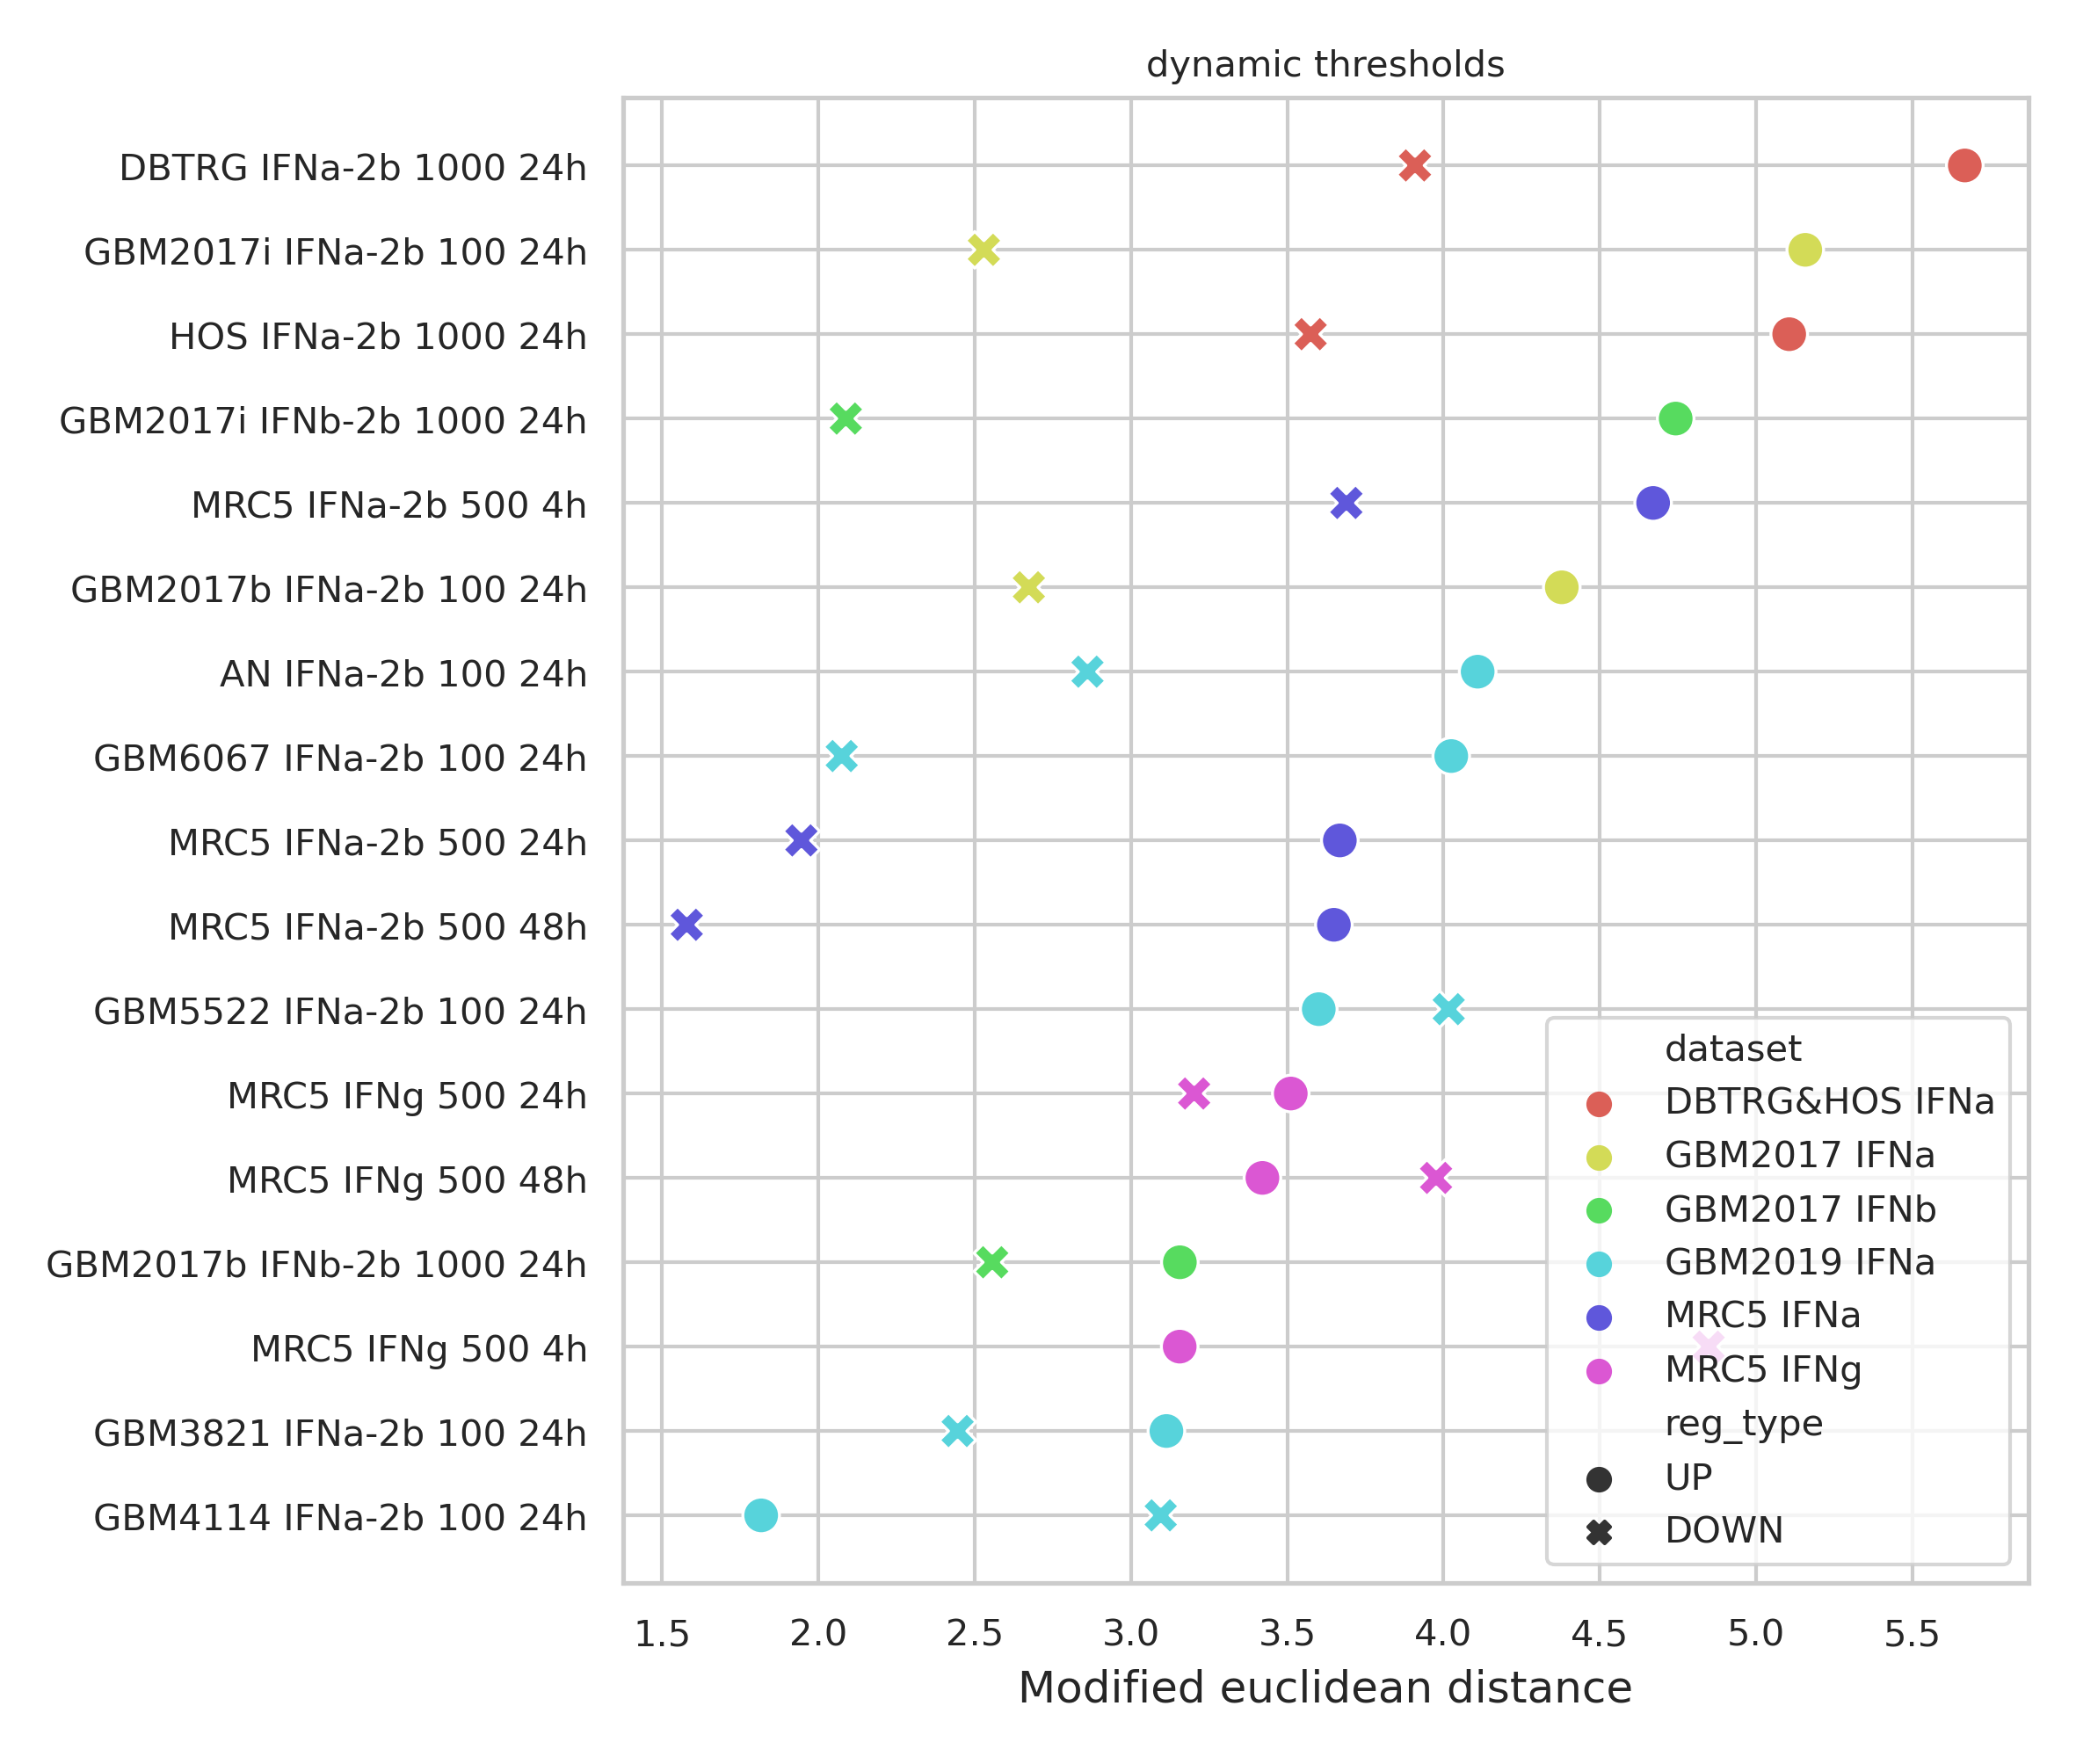 dynamic thresholds
DBTRG IFNa-2b 1000 24h
GBM2017i IFNa-2b 100 24h
HOS IFNa-2b 1000 24h
GBM2017i IFNb-2b 1000 24h
MRC5 IFNa-2b 500 4h
GBM2017b IFNa-2b 100 24h
AN IFNa-2b 100 24h
GBM6067 IFNa-2b 100 24h
MRC5 IFNa-2b 500 24h
MRC5 IFNa-2b 500 48h
GBM5522 IFNa-2b 100 24h
MRC5 IFNg 500 24h
MRC5 IFNg 500 48h
GBM2017b IFNb-2b 1000 24h
MRC5 IFNg 500 4h
GBM3821 IFNa-2b 100 24h
GBM4114 IFNa-2b 100 24h
dataset
DBTRG&HOS IFNa
GBM2017 IFNa
GBM2017 IFNb
GBM2019 IFNa
MRC5 IFNa
MRC5 IFNg
reg_type
UP
DOWN
1.5 2.0 2.5 3.0 3.5 4.0 4.5 5.0 5.5
Modified euclidean distance